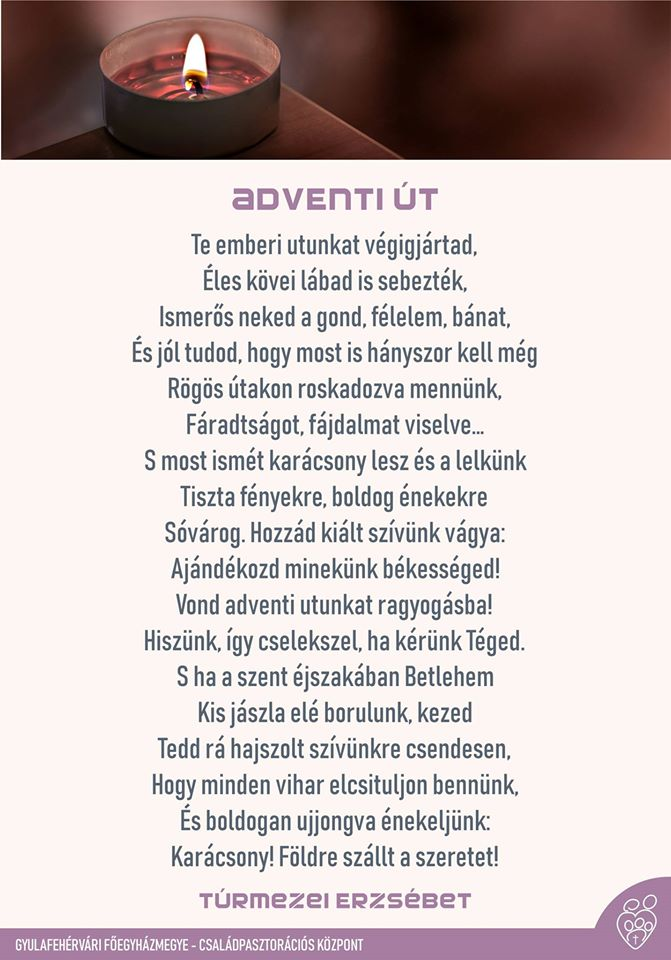 ADVENTI ÚT
Te emberi utunkat végigjártad,
Éles kövei lábad is sebezték,
Ismerős neked a gond, félelem, bánat,
És jól tudod, hogy most is hányszor kell még
Rögös útakon roskadozva mennünk,
Fáradtságot, fájdalmat viselve...
S most ismét karácsony lesz és a lelkünk
Tiszta fényekre, boldog énekekre
Sóvárog. Hozzád kiált szívünk vágya:
Ajándékozd minekünk békességed!
Vond adventi utunkat ragyogásba!
Hiszünk, így cselekszel, ha kérünk Téged.
S ha a szent éjszakában Betlehem
Kis jászla elé borulunk, kezed
Tedd rá hajszolt szívünkre csendesen,
Hogy minden vihar elcsituljon bennünk,
És boldogan ujjongva énekeljünk:
Karácsony! Földre szállt a szeretet!
TÚRMEZEI ERZSÉBET
GYULAFEHÉRVÁRI FŐEGYHÁZMEGYE - CSALÁDPASZTORÁCIÓS KÖZPONT